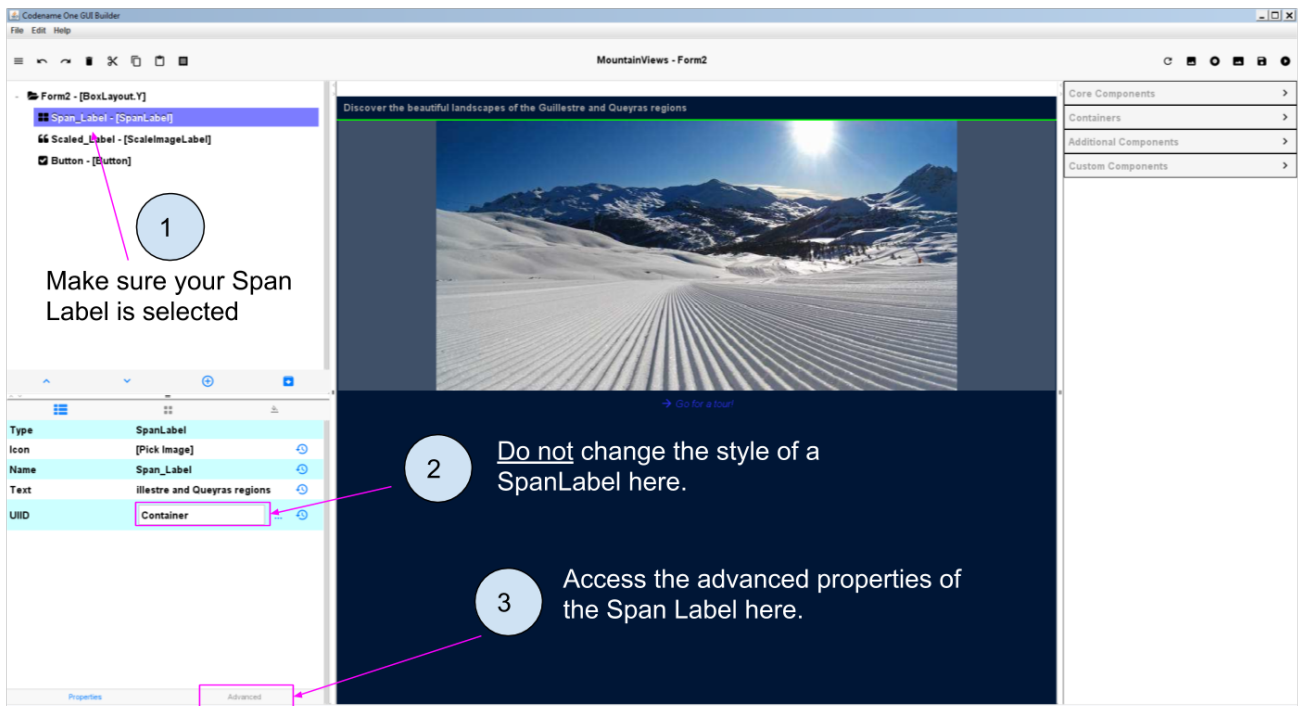 Codename One GUI Builder
File Edit Help
MountainViews - Form2
Form2 - [BoxLayout.Y]
Span_Label - [SpanLabel]
Scaled_Label - [ScaleImageLabel]
Button - [Button]
1
Make sure your Span
Label is selected
Type SpanLabel
Icon [Pick Image]
Name Span_Label
Text illestre and Queyras regions
UIID Container ...
Properties Advanced
Discover the beautiful landscapes of the Guillestre and Queyras regions
Go for a tour!
2
Do not change the style of a
SpanLabel here.
3
Access the advanced properties of
the Span Label here.
Core Components
Containers
Additional Components
Custom Components